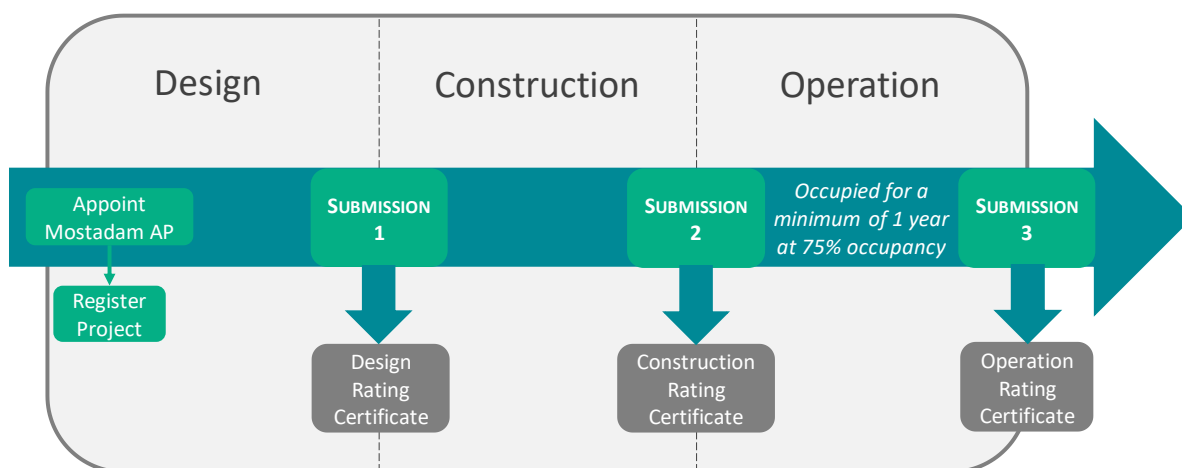 Design
Construction
Operation
Appoint
Mostadam AP
Register
Project
SUBMISSION
1
SUBMISSION
2
Occupied for a
minimum of 1 year
at 75% occupancy
SUBMISSION
3
Design
Rating
Certificate
Construction
Rating
Certificate
Operation
Rating
Certificate